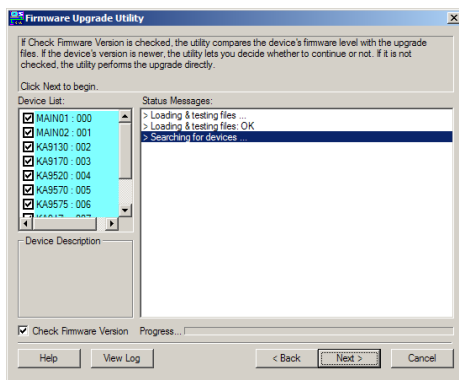 Firmware Upgrade Utility
If Check Firmware Version is checked, the utility compares the device's firmware level with the upgrade
files. If the device's version is newer, the utility lets you decide whether to continue or not. If it is not
checked, the utility performs the upgrade directly.
Click Next to begin.
Device List:
MAIN01 : 000
MAIN02 : 001
KA9130 : 002
KA9170 : 003
KA9520 : 004
KA9570 : 005
KA9575 : 006
Status Messages:
> Loading & testing files ...
> Loading & testing files: OK
> Searching for devices ...
Device Description
Check Firmware Version
Progress...
Help
View Log
< Back
Next >
Cancel